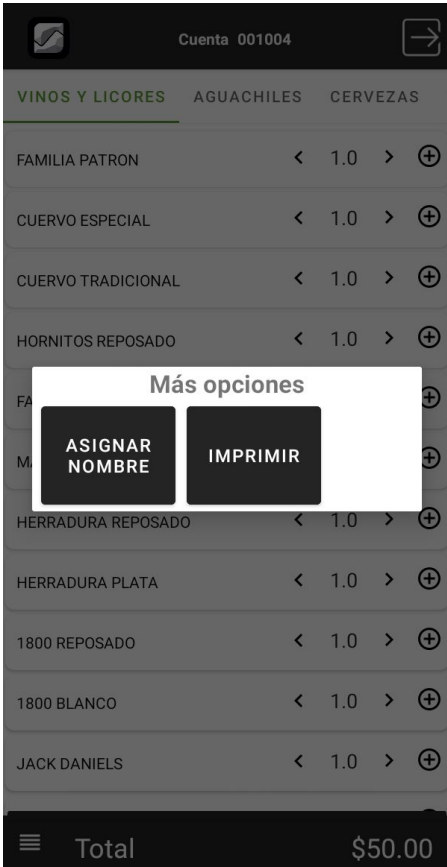 Cuenta 001004
VINOS Y LICORES AGUACHILES CERVEZAS
FAMILIA PATRON 1.0
CUERVO ESPECIAL 1.0
CUERVO TRADICIONAL 1.0
HORNITOS REPOSADO 1.0
Más opciones
ASIGNAR
NOMBRE
IMPRIMIR
HERRADURA REPOSADO 1.0
HERRADURA PLATA 1.0
1800 REPOSADO 1.0
1800 BLANCO 1.0
JACK DANIELS 1.0
Total $50.00